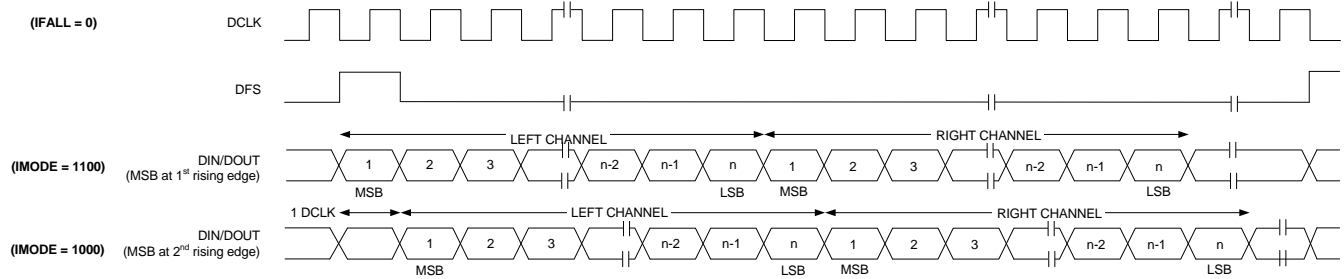 (IFALL = 0) DCLK
DFS
LEFT CHANNEL RIGHT CHANNEL
(IMODE = 1100) DIN/DOUT 1 2 3 n-2 n-1 n 1 2 3 n-2 n-1 n
(MSB at 1st rising edge)
MSB LSB MSB LSB
1 DCLK LEFT CHANNEL RIGHT CHANNEL
(IMODE = 1000) DIN/DOUT 1 2 3 n-2 n-1 n 1 2 3 n-2 n-1 n
(MSB at 2nd rising edge)
MSB LSB MSB LSB